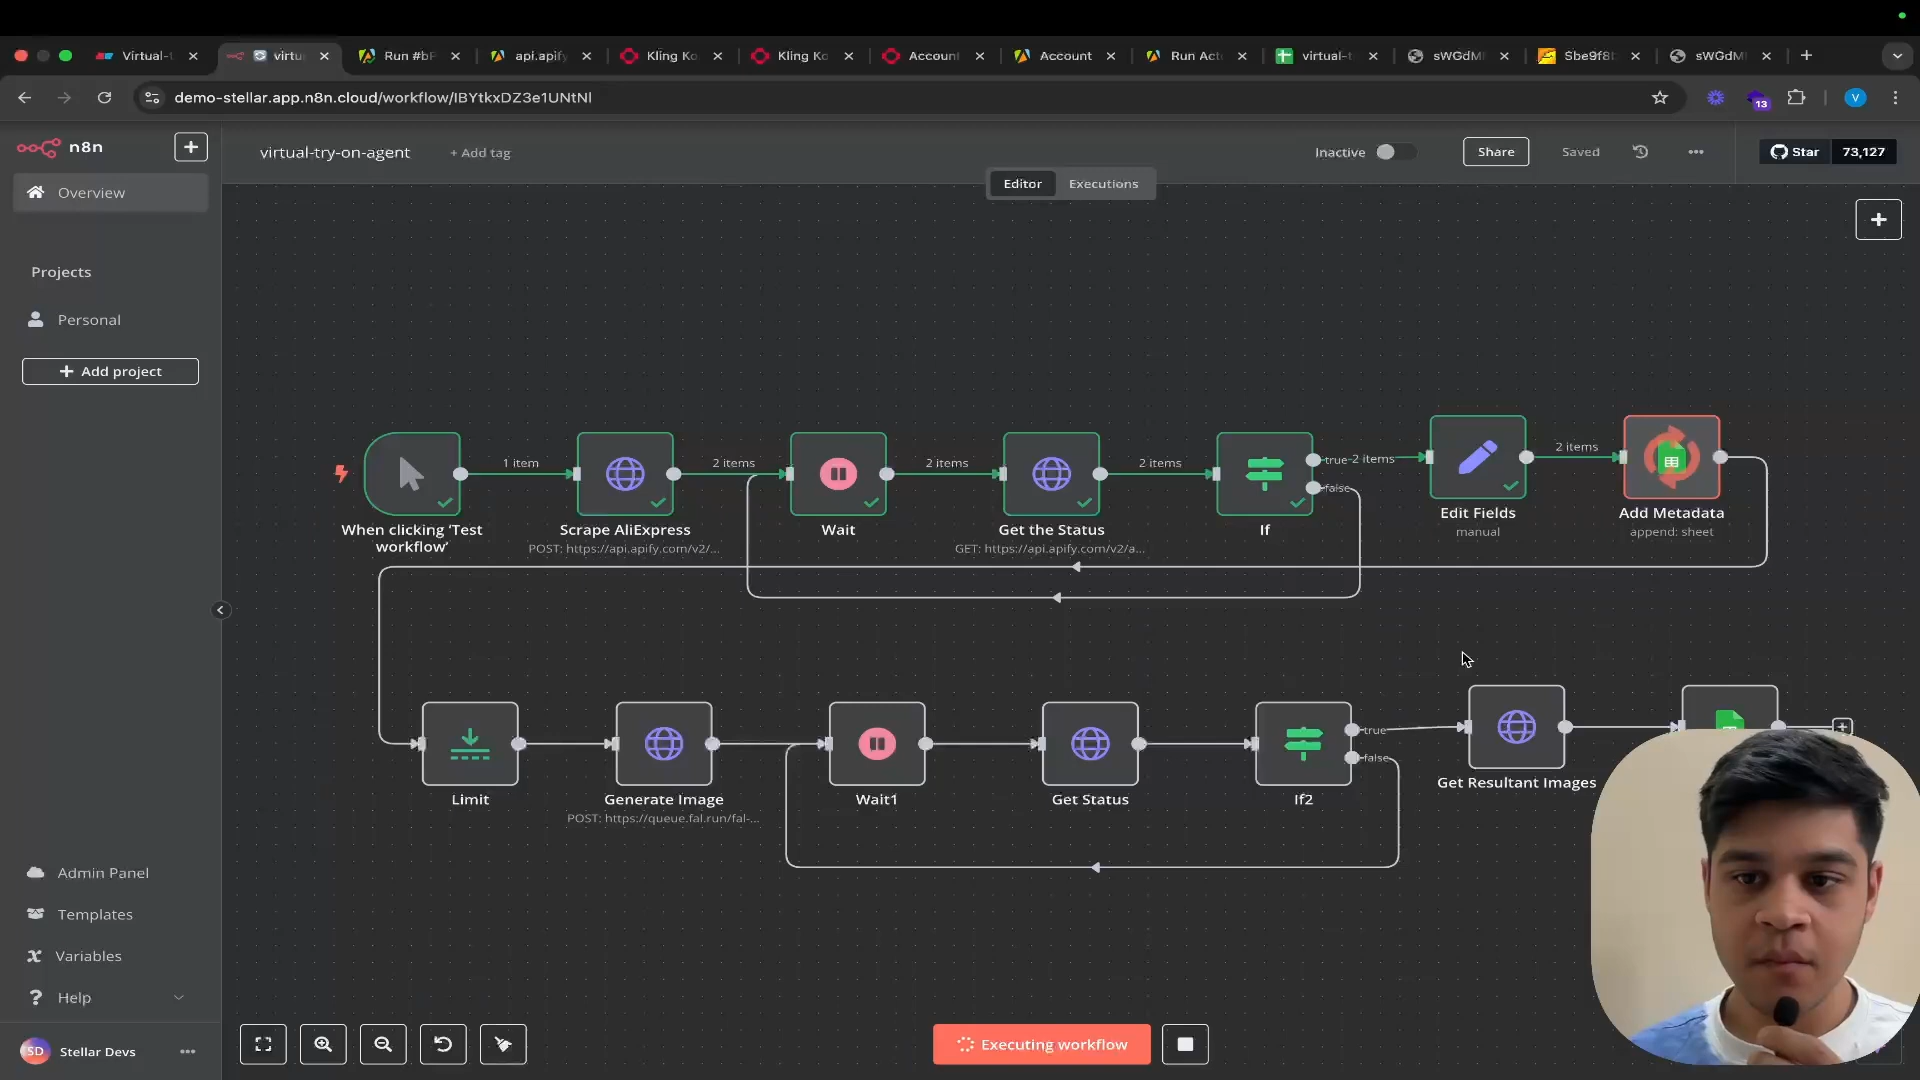 Virtual-t
virtu
Run #bF
api.apify
Kling Ko
Kling Ko
Account
Account
Run Act
virtual-t
sWGdM
Sbe9f8
sWGdM
demo-stellar.app.n8n.cloud/workflow/IBYtkxDZ3e1UNtNl
13
V
n8n
virtual-try-on-agent
+ Add tag
Inactive
Share
Saved
Star
73,127
Editor
Executions
Overview
Projects
Personal
+ Add project
1 item
2 items
2 items
2 items
true
2 items
false
2 items
When clicking ‘Test
workflow’
Scrape AliExpress
POST: https://api.apify.com/v2/...
Wait
Get the Status
GET: https://api.apify.com/v2/a...
If
Edit Fields
manual
Add Metadata
append: sheet
true
false
Limit
Generate Image
POST: https://queue.fal.run/fal-...
Wait1
Get Status
If2
Get Resultant Images
Admin Panel
Templates
Variables
Help
SD
Stellar Devs
Executing workflow